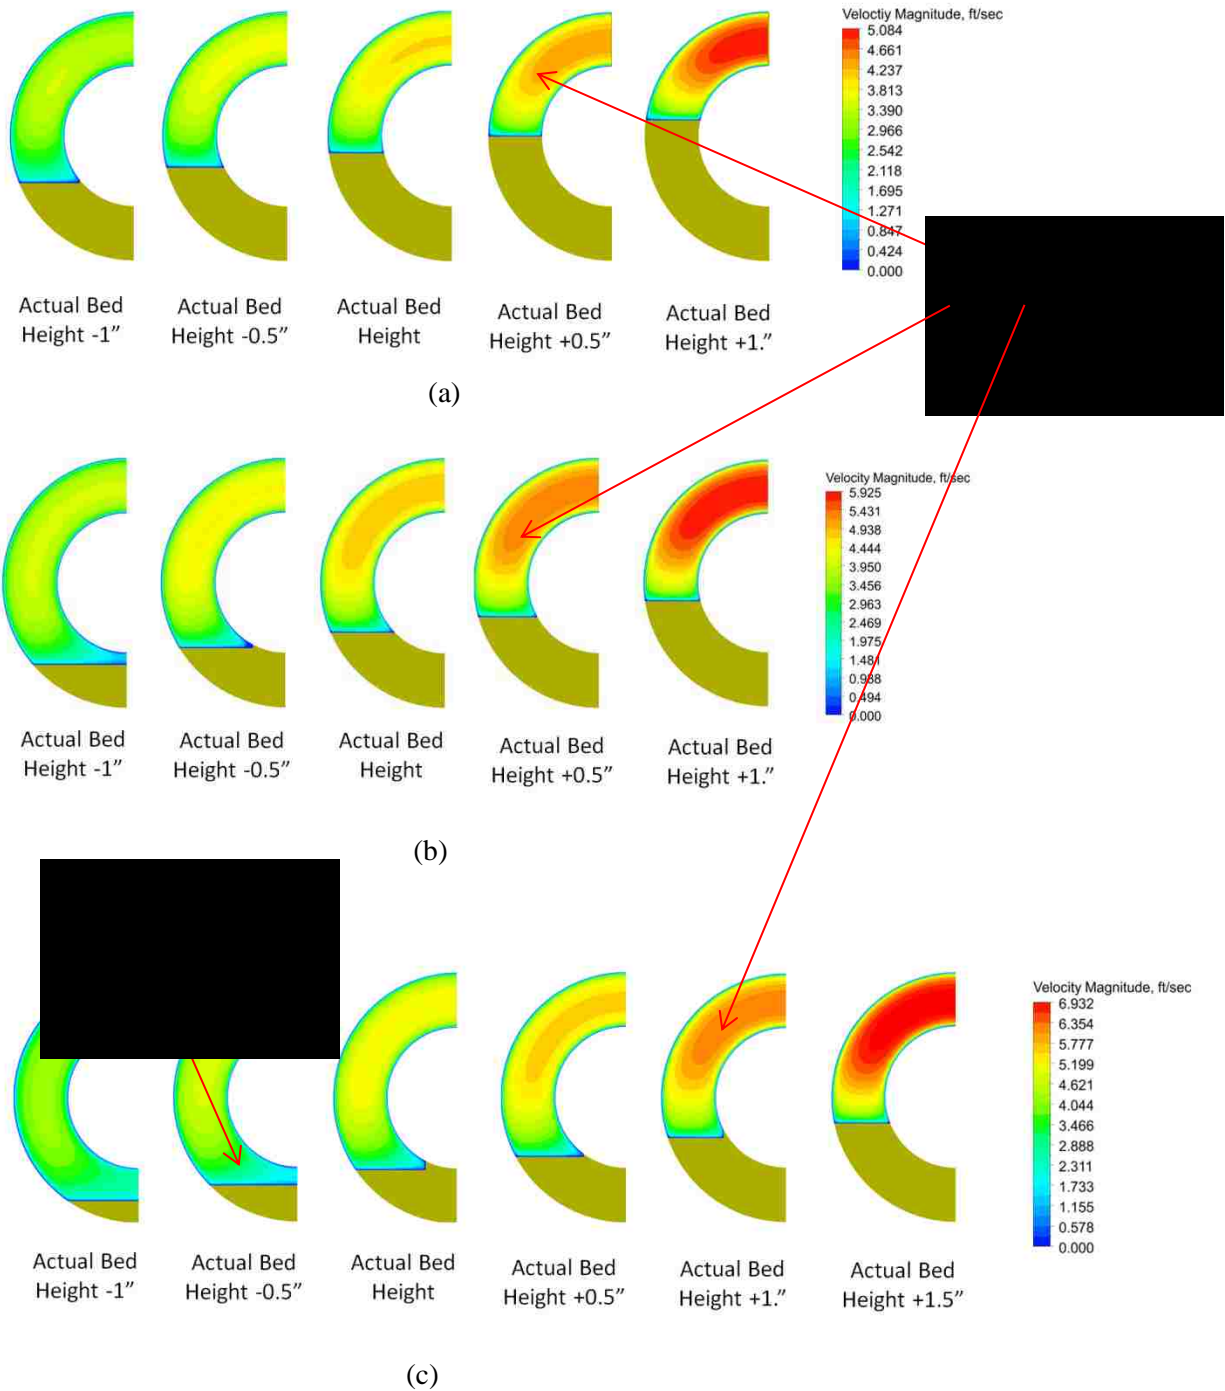 Veloctiy Magnitude, ft/sec
5.084
4.661
4.237
3.813
3.390
2.966
2.542
2.118
1.695
1.271
0.847
0.424
0.000
Actual Bed
Height -1”
Actual Bed
Height -0.5”
Actual Bed
Height
Actual Bed
Height +0.5”
Actual Bed
Height +1.”
(a)
Velocity Magnitude, ft/sec
5.925
5.431
4.938
4.444
3.950
3.456
2.963
2.469
1.975
1.481
0.988
0.494
0.000
Actual Bed
Height -1”
Actual Bed
Height -0.5”
Actual Bed
Height
Actual Bed
Height +0.5”
Actual Bed
Height +1.”
(b)
Velocity Magnitude, ft/sec
6.932
6.354
5.777
5.199
4.621
4.044
3.466
2.888
2.311
1.733
1.155
0.578
0.000
Actual Bed
Height -1”
Actual Bed
Height -0.5”
Actual Bed
Height
Actual Bed
Height +0.5”
Actual Bed
Height +1.”
Actual Bed
Height +1.5”
(c)